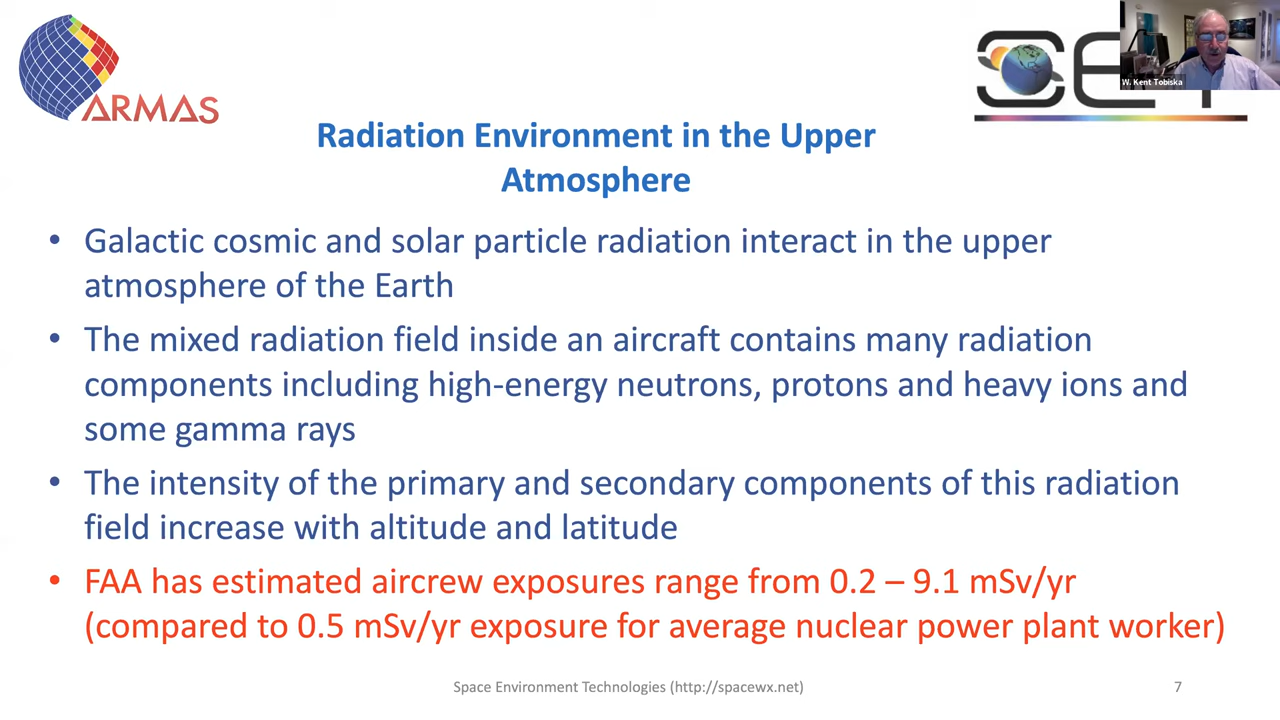 ARMAS
W. Kent Tobiska
Radiation Environment in the Upper
Atmosphere
• Galactic cosmic and solar particle radiation interact in the upper
atmosphere of the Earth
• The mixed radiation field inside an aircraft contains many radiation
components including high-energy neutrons, protons and heavy ions and
some gamma rays
• The intensity of the primary and secondary components of this radiation
field increase with altitude and latitude
• FAA has estimated aircrew exposures range from 0.2 – 9.1 mSv/yr
(compared to 0.5 mSv/yr exposure for average nuclear power plant worker)
Space Environment Technologies (http://spacewx.net)
7